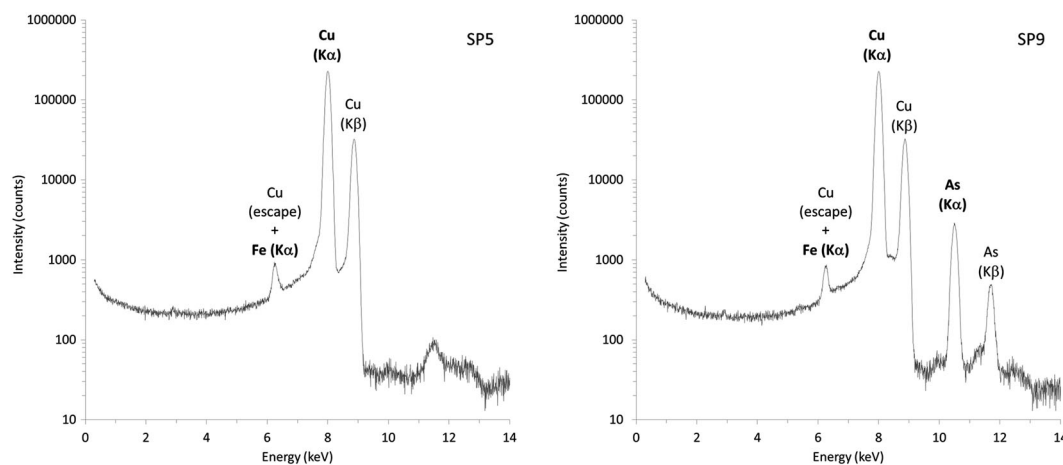 1000000
100000
10000
1000
100
10
Intensity (counts)
0 2 4 6 8 10 12 14
Energy (keV)
SP5
Cu
(Kα)
Cu
(Kβ)
Cu
(escape)
+
Fe (Kα)
1000000
100000
10000
1000
100
10
Intensity (counts)
0 2 4 6 8 10 12 14
Energy (keV)
SP9
Cu
(Kα)
Cu
(Kβ)
As
(Kα)
As
(Kβ)
Cu
(escape)
+
Fe (Kα)